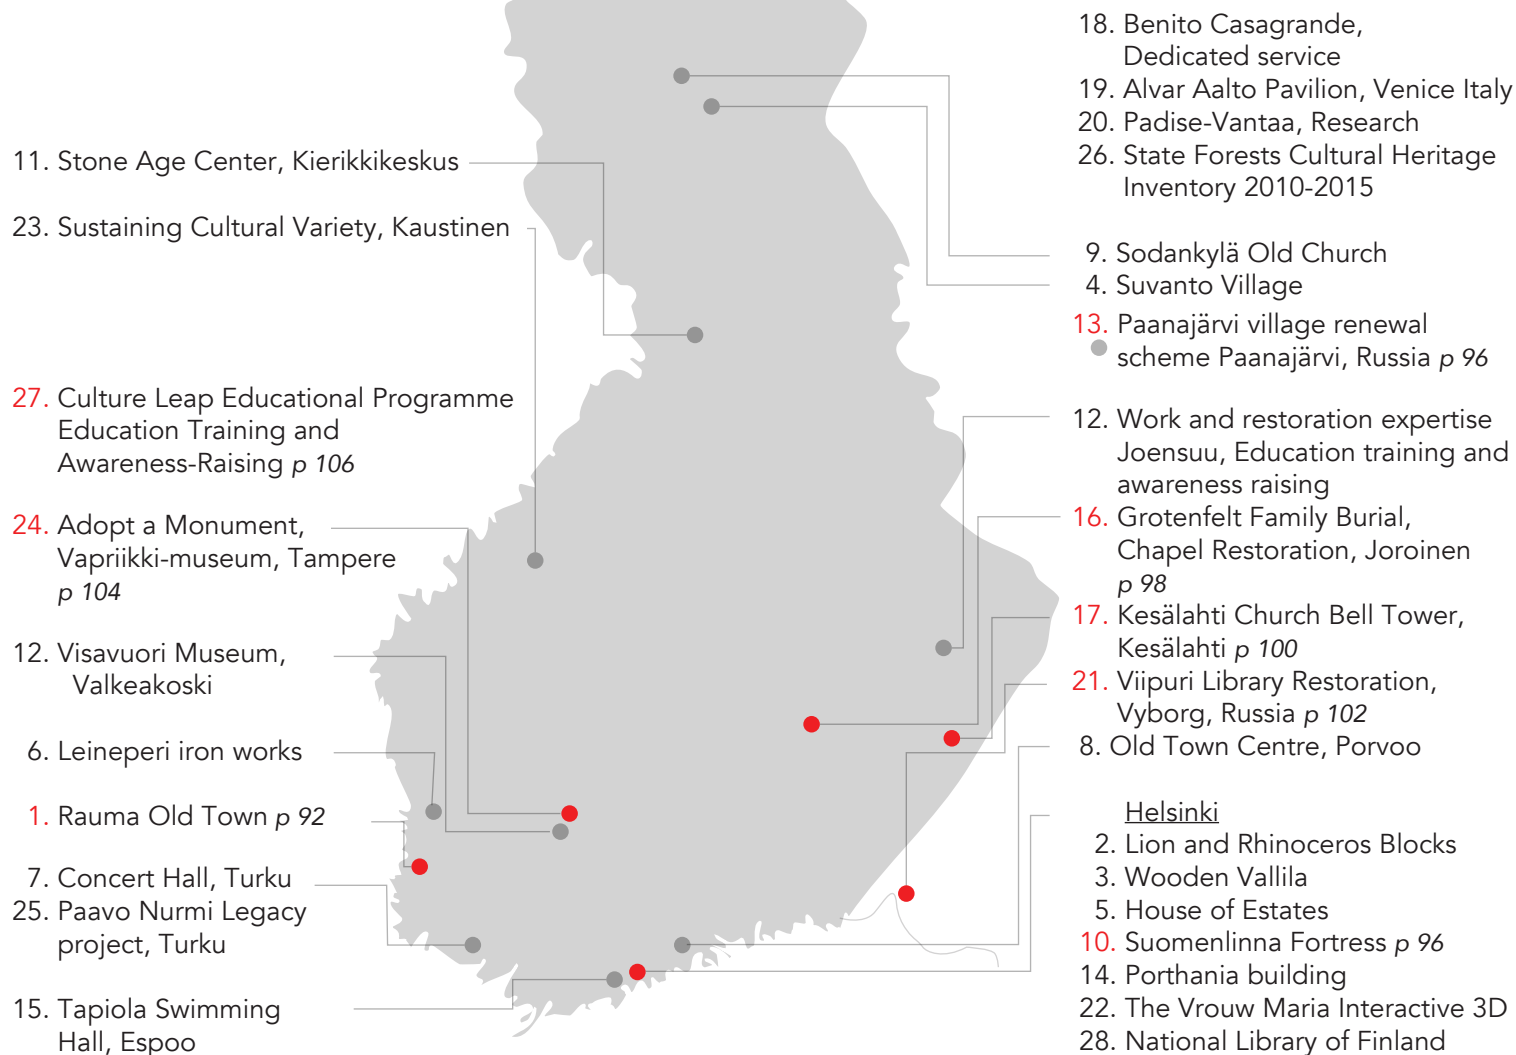 11. Stone Age Center, Kierikkikeskus
23. Sustaining Cultural Variety, Kaustinen
27. Culture Leap Educational Programme
Education Training and
Awareness-Raising p 106
24. Adopt a Monument,
Vapriikki-museum, Tampere
p 104
12. Visavuori Museum,
Valkeakoski
6. Leineperi iron works
1. Rauma Old Town p 92
7. Concert Hall, Turku
25. Paavo Nurmi Legacy
project, Turku
15. Tapiola Swimming
Hall, Espoo
18. Benito Casagrande,
Dedicated service
19. Alvar Aalto Pavilion, Venice Italy
20. Padise-Vantaa, Research
26. State Forests Cultural Heritage
Inventory 2010-2015
9. Sodankylä Old Church
4. Suvanto Village
13. Paanajärvi village renewal
scheme Paanajärvi, Russia p 96
12. Work and restoration expertise
Joensuu, Education training and
awareness raising
16. Grotenfelt Family Burial,
Chapel Restoration, Joroinen
p 98
17. Kesälahti Church Bell Tower,
Kesälahti p 100
21. Viipuri Library Restoration,
Vyborg, Russia p 102
8. Old Town Centre, Porvoo
Helsinki
2. Lion and Rhinoceros Blocks
3. Wooden Vallila
5. House of Estates
10. Suomenlinna Fortress p 96
14. Porthania building
22. The Vrouw Maria Interactive 3D
28. National Library of Finland